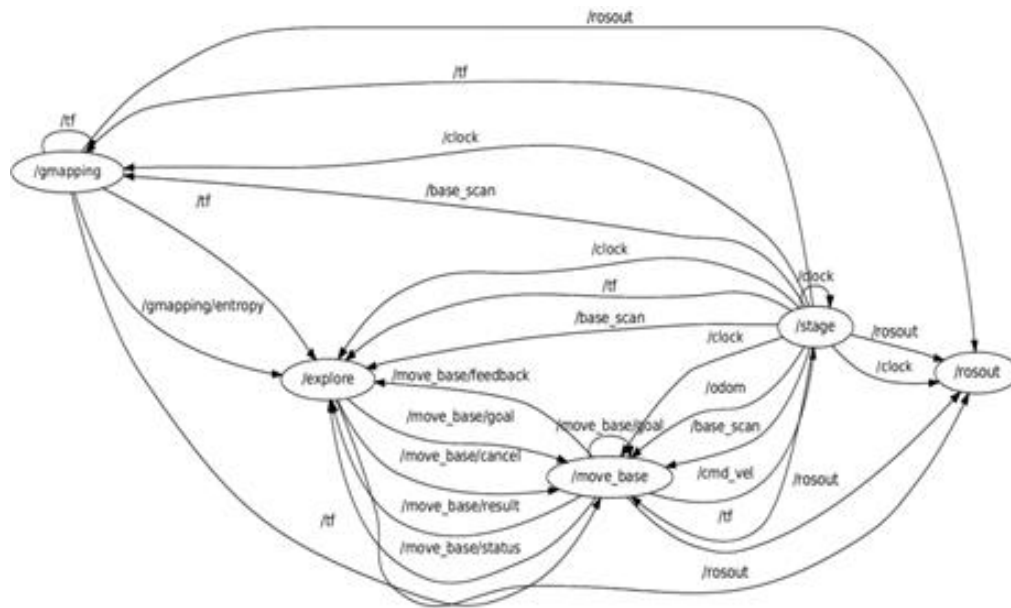 /rosout
/tf
/tf
/clock
/gmapping
/base_scan
/tf
/clock
/clock
/tf
/gmapping/entropy
/base_scan
/stage
/rosout
/clock
/clock
/explore
/move_base/feedback
/rosout
/odom
/move_base/goal
/move_base/goal
/base_scan
/move_base/cancel
/move_base
/cmd_vel
/rosout
/move_base/result
/tf
/tf
/move_base/status
/rosout